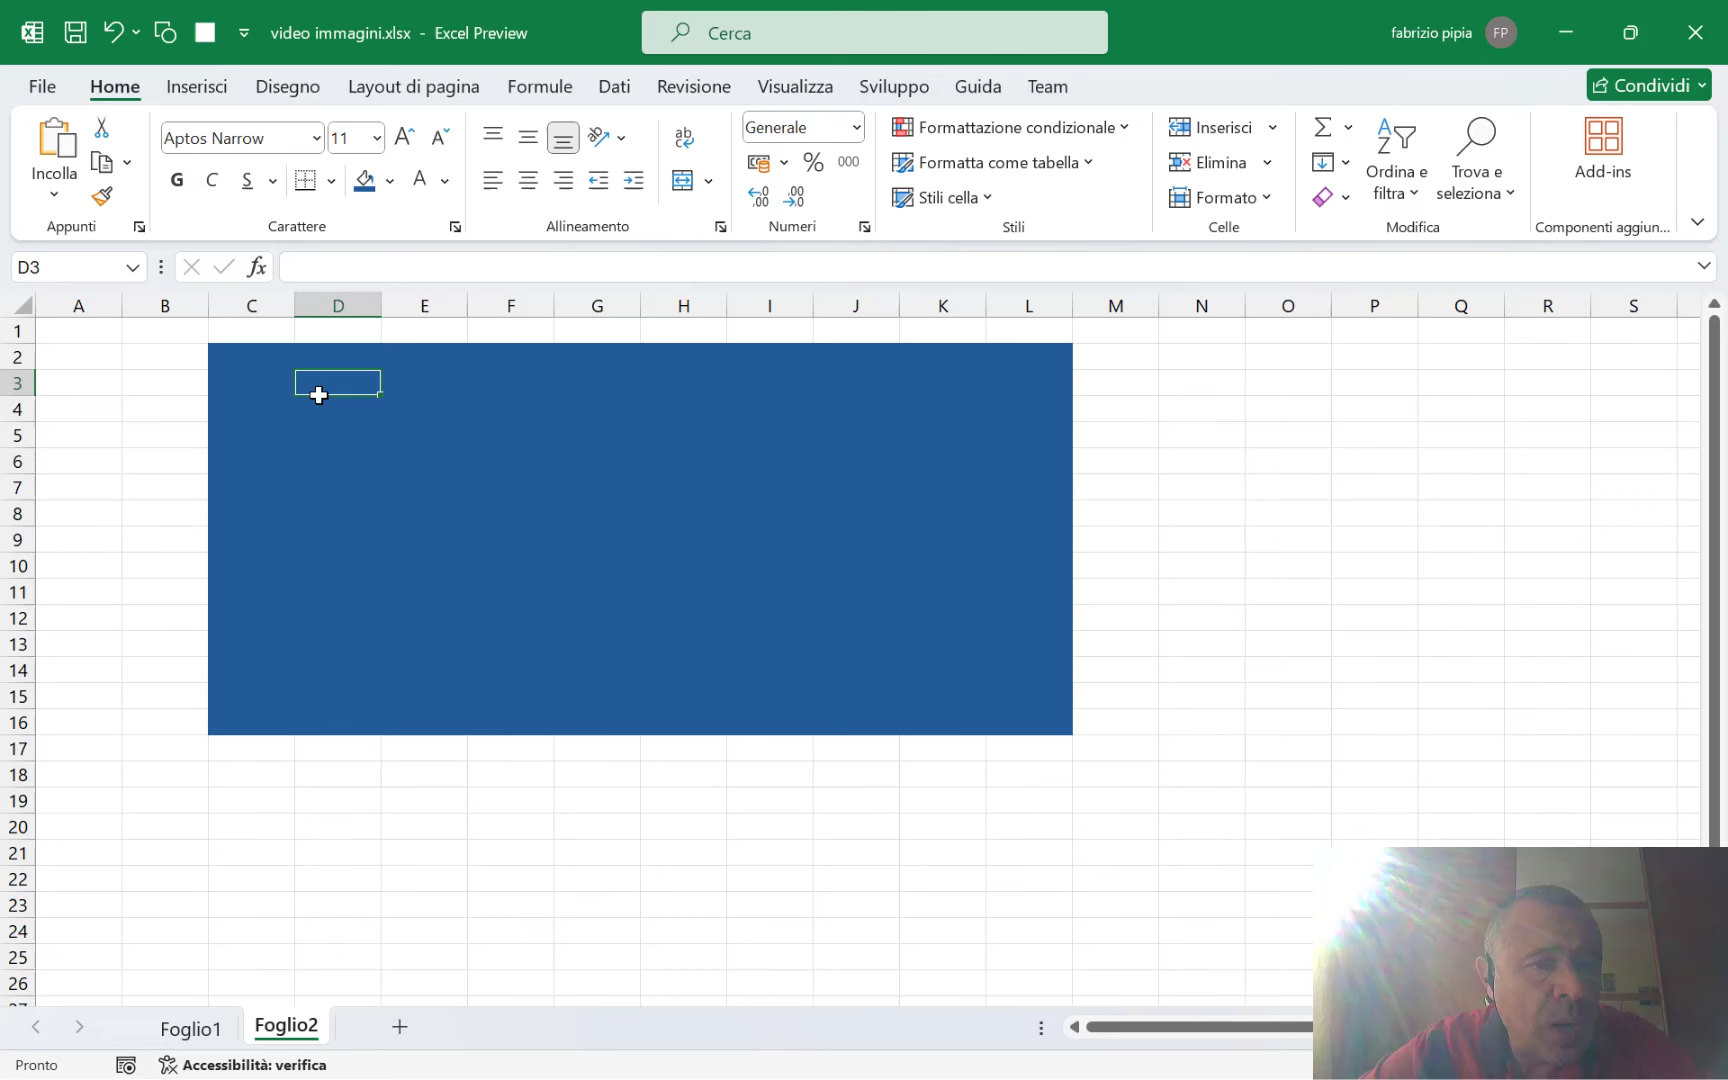 video immagini.xlsx - Excel Preview
Cerca
fabrizio pipia FP
File Home Inserisci Disegno Layout di pagina Formule Dati Revisione Visualizza Sviluppo Guida Team
Condividi
Incolla
Appunti
Aptos Narrow 11
G C S
Carattere
ab
Allineamento
Generale
% 000
,00 ,00
Numeri
Formattazione condizionale
Formatta come tabella
Stili cella
Stili
Inserisci
Elimina
Formato
Celle
Ordina e filtra
Trova e seleziona
Modifica
Add-ins
Componenti aggiun...
D3 fx
A B C D E F G H I J K L M N O P Q R S
1
2
3
4
5
6
7
8
9
10
11
12
13
14
15
16
17
18
19
20
21
22
23
24
25
26
Foglio1 Foglio2
Pronto
Accessibilità: verifica